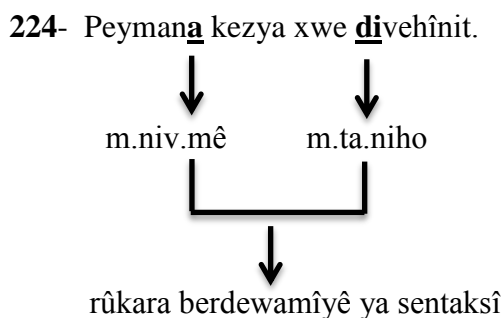 224- Peymana kezya xwe divehînit.
m.niv.mê m.ta.niho
rûkara berdewamîyê ya sentaksî